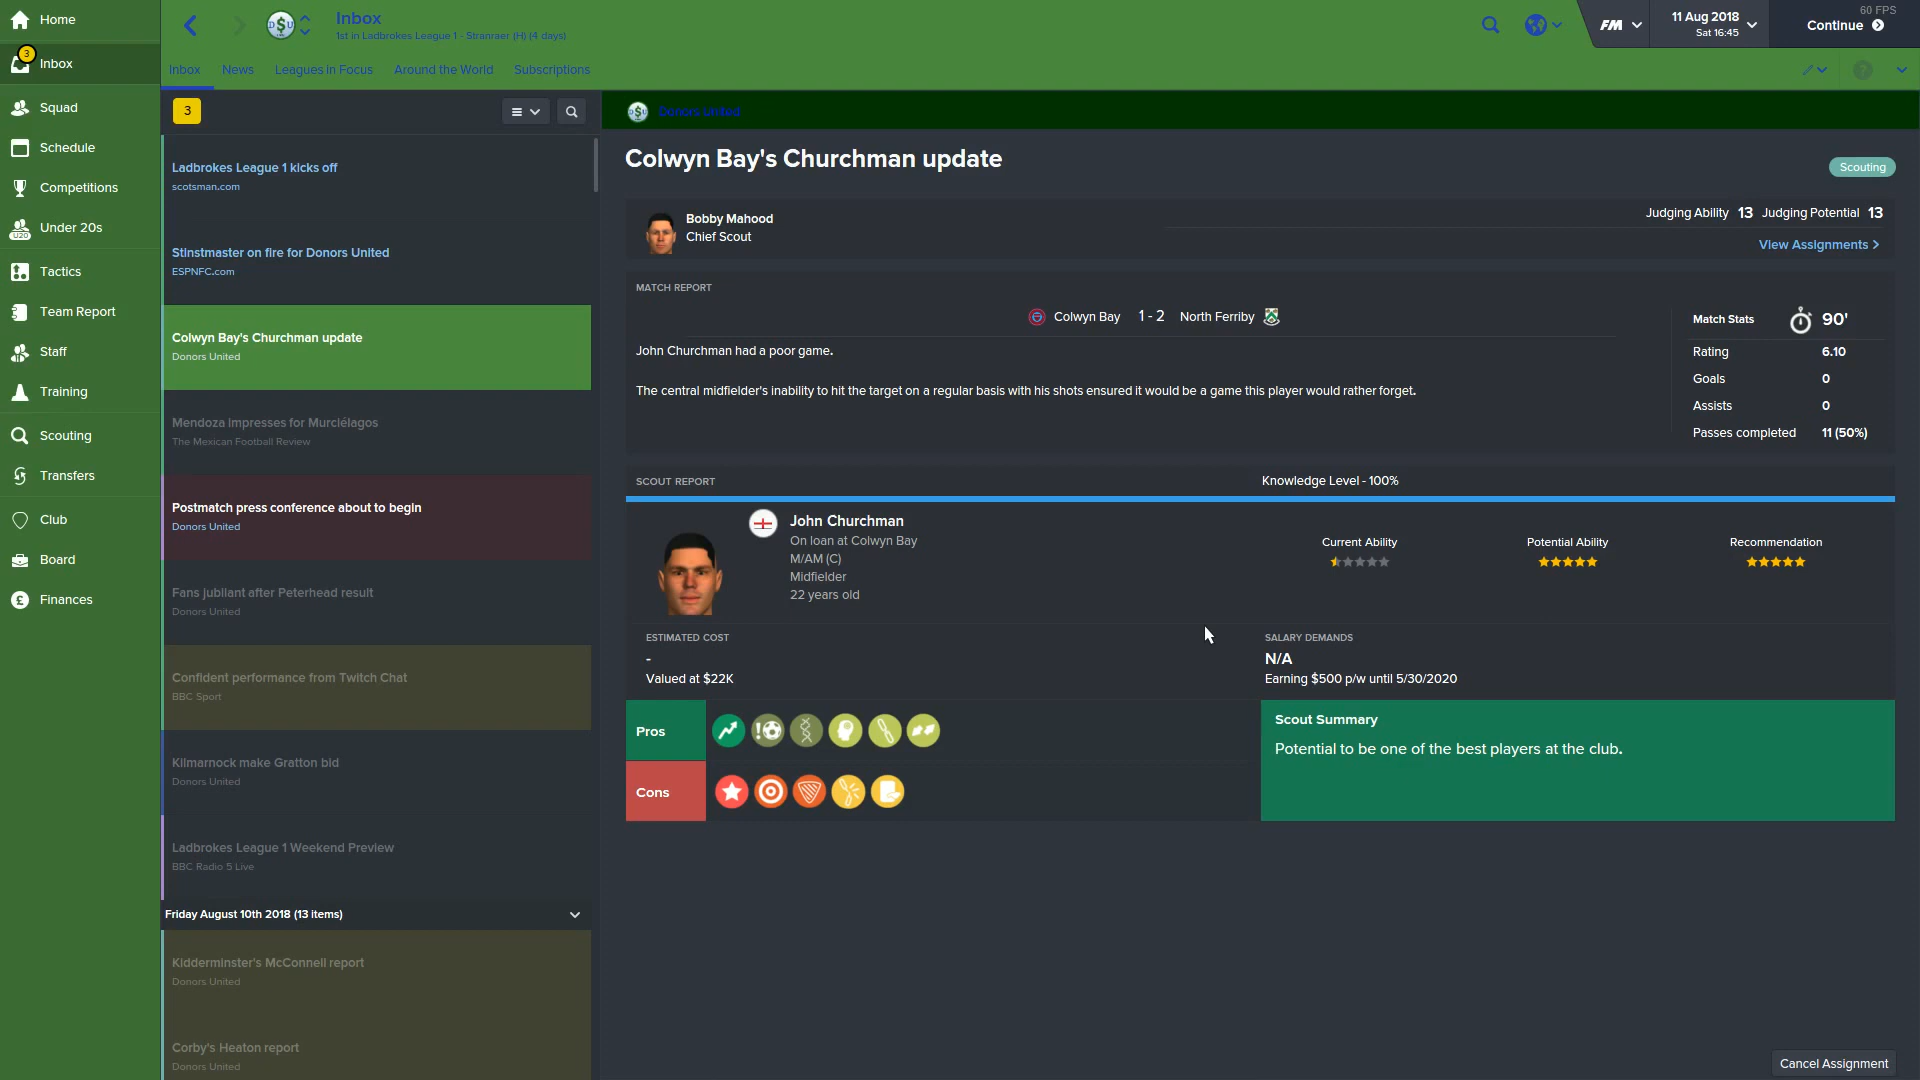 Home
3
Inbox
Squad
Schedule
Competitions
Under 20s
Tactics
Team Report
Staff
Training
Scouting
Transfers
Club
Board
Finances
D$U
Inbox
1st in Ladbrokes League 1 - Stranraer (H) (4 days)
FM
11 Aug 2018
Sat 16:45
60 FPS
Continue
Inbox
News
Leagues in Focus
Around the World
Subscriptions
?
3
Ladbrokes League 1 kicks off
scotsman.com
Stinstmaster on fire for Donors United
ESPNFC.com
Colwyn Bay's Churchman update
Donors United
Mendoza impresses for Murciélagos
The Mexican Football Review
Postmatch press conference about to begin
Donors United
Fans jubilant after Peterhead result
Donors United
Confident performance from Twitch Chat
BBC Sport
Kilmarnock make Gratton bid
Donors United
Ladbrokes League 1 Weekend Preview
BBC Radio 5 Live
Friday August 10th 2018 (13 items)
Kidderminster's McConnell report
Donors United
Corby's Heaton report
Donors United
Donors United
Colwyn Bay's Churchman update
Scouting
Bobby Mahood
Chief Scout
Judging Ability 13 Judging Potential 13
View Assignments >
MATCH REPORT
Colwyn Bay 1 - 2 North Ferriby
John Churchman had a poor game.
The central midfielder's inability to hit the target on a regular basis with his shots ensured it would be a game this player would rather forget.
Match Stats 90'
Rating 6.10
Goals 0
Assists 0
Passes completed 11 (50%)
SCOUT REPORT
Knowledge Level - 100%
John Churchman
On loan at Colwyn Bay
M/AM (C)
Midfielder
22 years old
Current Ability
Potential Ability
Recommendation
ESTIMATED COST
-
Valued at $22K
SALARY DEMANDS
N/A
Earning $500 p/w until 5/30/2020
Pros
Cons
Scout Summary
Potential to be one of the best players at the club.
Cancel Assignment